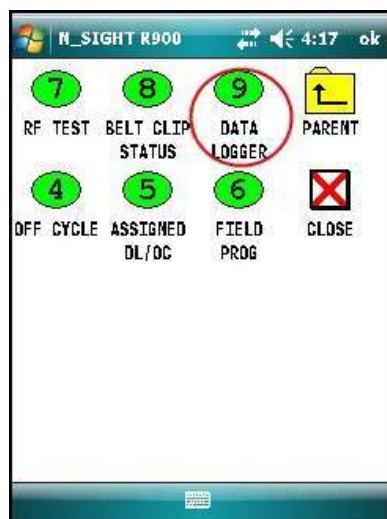 N_SIGHT R900 4:17 ok
7 8 9
RF TEST BELT CLIP DATA PARENT
STATUS LOGGER
4 5 6
OFF CYCLE ASSIGNED FIELD CLOSE
DL/OC PROG